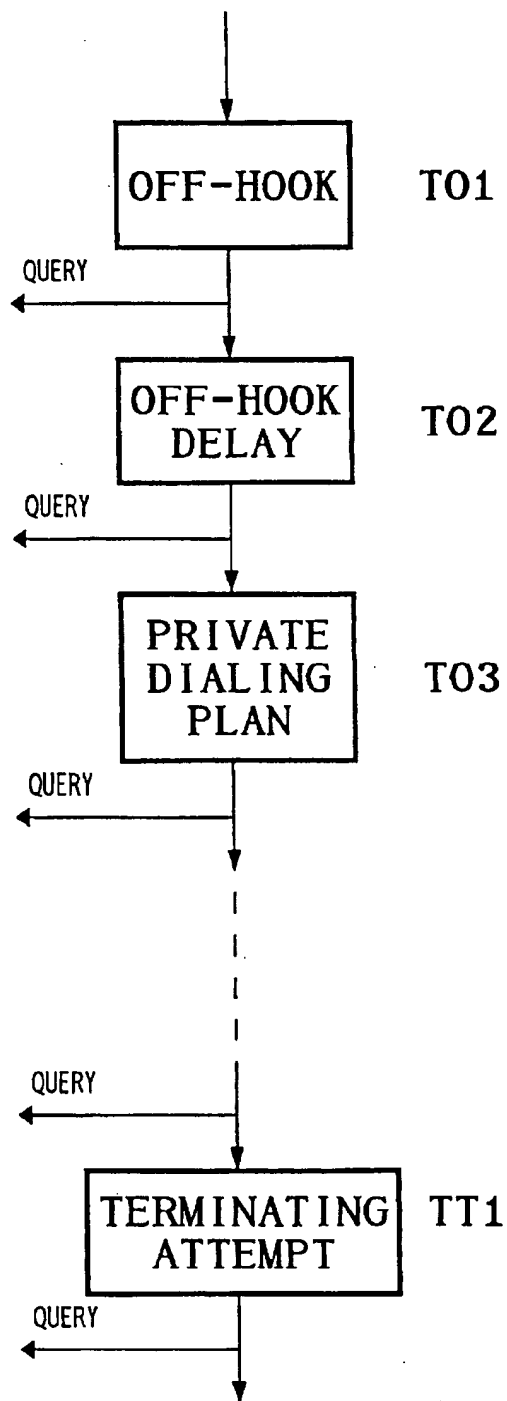 OFF-HOOK TO1
QUERY
OFF-HOOK
DELAY
TO2
QUERY
PRIVATE
DIALING
PLAN
TO3
QUERY
QUERY
TERMINATING
ATTEMPT
TT1
QUERY